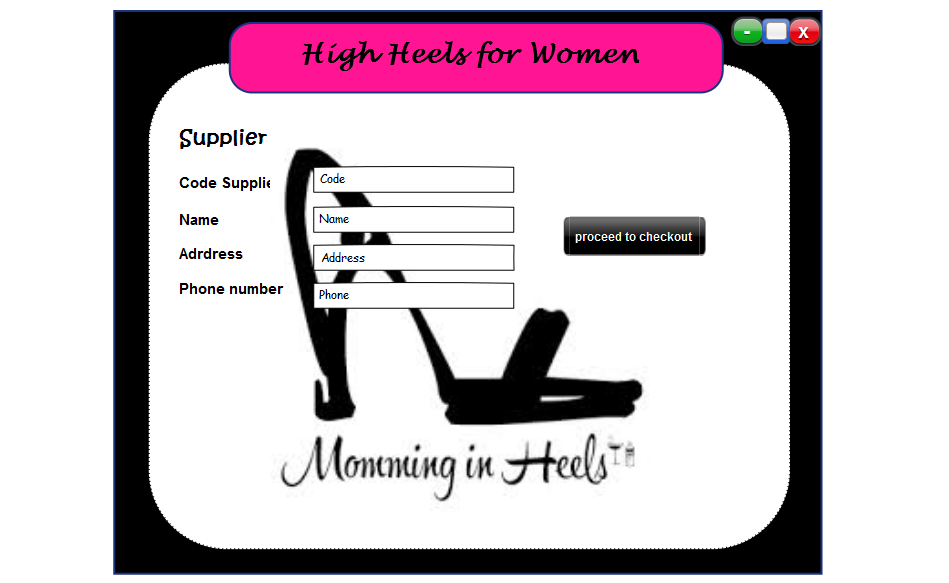 High Heels for Women
- x
Supplier
Code Supplie
Code
Name
Name
Adrdress
Address
Phone number
Phone
proceed to checkout
Momming in Heels